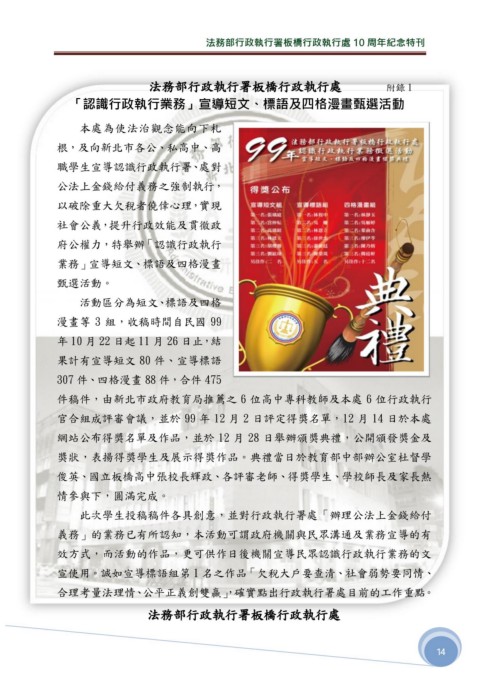 法務部行政執行署板橋行政執行處 10 周年紀念特刊
法務部行政執行署板橋行政執行處
附錄 1
「認識行政執行業務」宣導短文、標語及四格漫畫甄選活動
本處為使法治觀念能向下札
根，及向新北市各公、私高中、高
職學生宣導認識行政執行署、處對
公法上金錢給付義務之強制執行，
以破除重大欠稅者僥倖心理，實現
社會公義，提升行政效能及貫徹政
府公權力，特舉辦「認識行政執行
業務」宣導短文、標語及四格漫畫
甄選活動。
活動區分為短文、標語及四格
漫畫等 3 組，收稿時間自民國 99
年 10 月 22 日起 11 月 26 日止，結
果計有宣導短文 80 件、宣導標語
307 件、四格漫畫 88 件，合件 475
件稿件，由新北市政府教育局推薦之 6 位高中專科教師及本處 6 位行政執行
官合組成評審會議，並於 99 年 12 月 2 日評定得獎名單，12 月 14 日於本處
網站公布得獎名單及作品，並於 12 月 28 日舉辦頒獎典禮，公開頒發獎金及
獎狀，表揚得獎學生及展示得獎作品。典禮當日於教育部中部辦公室杜督學
俊英、國立板橋高中張校長輝政、各評審老師、得獎學生、學校師長及家長熱
情參與下，圓滿完成。
此次學生投稿稿件各具創意，並對行政執行署處「辦理公法上金錢給付
義務」的業務已有所認知，本活動可謂政府機關與民眾溝通及業務宣導的有
效方式，而活動的作品，更可供作日後機關宣導民眾認識行政執行業務的文
宣使用。誠如宣導標語組第 1 名之作品「欠稅大戶要查清、社會弱勢要同情、
合理考量法理情、公平正義創雙贏」，確實點出行政執行署處目前的工作重點。
99年
法務部行政執行署板橋行政執行處
認識行政執行業務徵選活動
得獎公布
宣導短文組 宣導標語組 四格漫畫組
典禮
法務部行政執行署板橋行政執行處
14